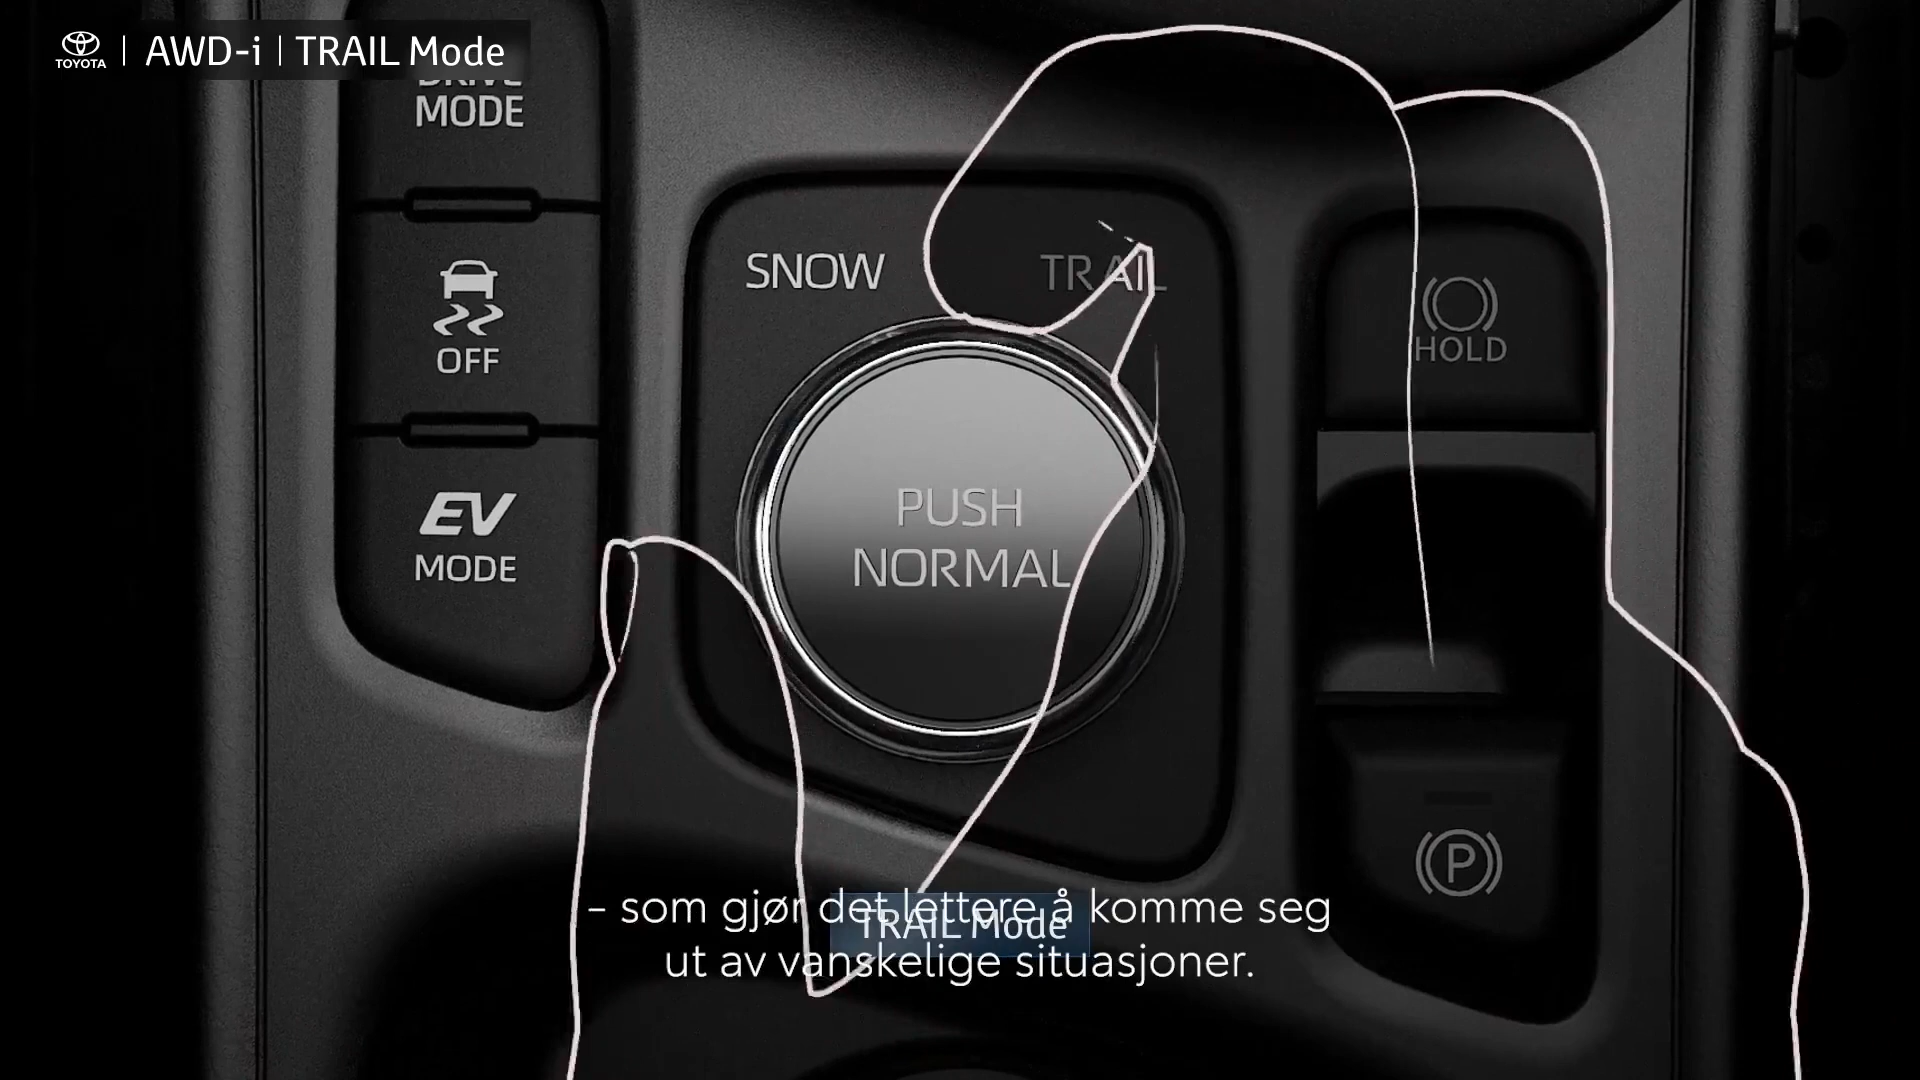 TOYOTA
AWD-i | TRAIL Mode
DRIVE
MODE
SNOW
TRAIL
OFF
HOLD
EV
MODE
PUSH
NORMAL
P
– som gjør det lettere å komme seg
TRAIL Mode
ut av vanskelige situasjoner.